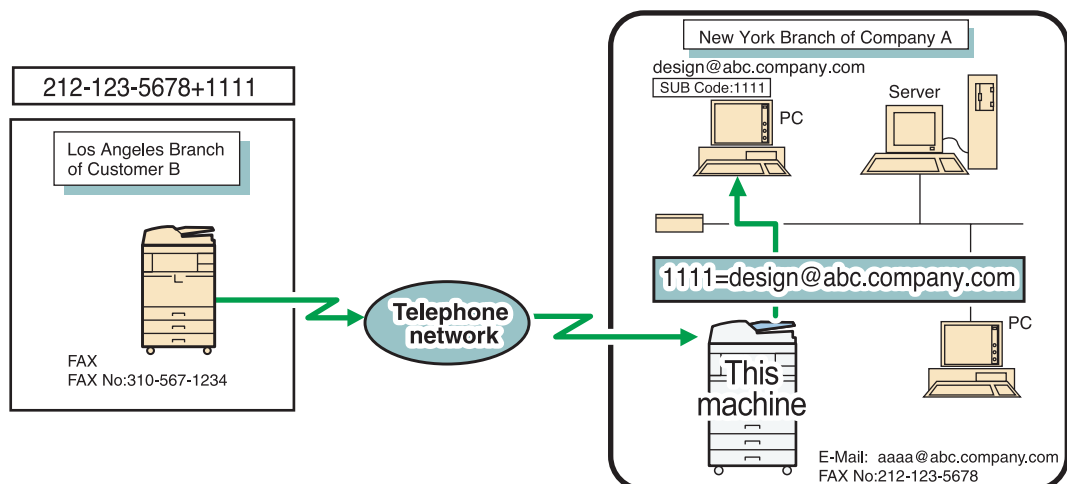 212-123-5678+1111
Los Angeles Branch
of Customer B
FAX
FAX No:310-567-1234
Telephone
network
New York Branch of Company A
design@abc.company.com
SUB Code:1111
PC
Server
1111=design@abc.company.com
This
machine
PC
E-Mail: aaaa@abc.company.com
FAX No:212-123-5678